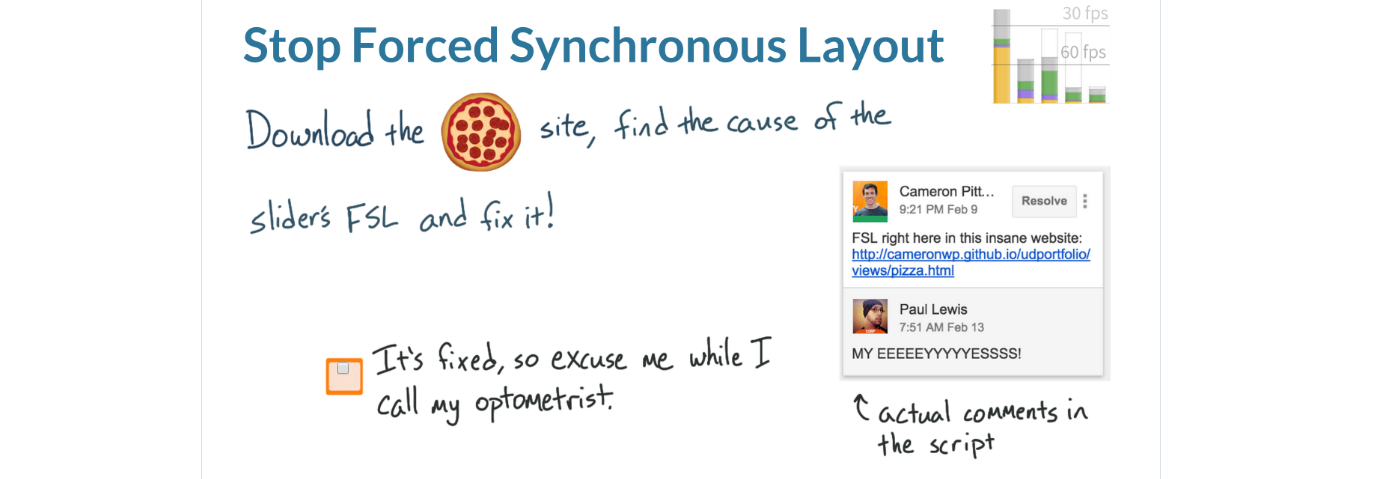 Stop Forced Synchronous Layout
30 fps
60 fps
Download the site, find the cause of the
slider's FSL and fix it!
Cameron Pitt...
9:21 PM Feb 9
Resolve
FSL right here in this insane website:
http://cameronwp.github.io/udportfolio/
views/pizza.html
Paul Lewis
7:51 AM Feb 13
MY EEEEEYYYYYESSSS!
It's fixed, so excuse me while I
call my optometrist.
↑ actual comments in
the script